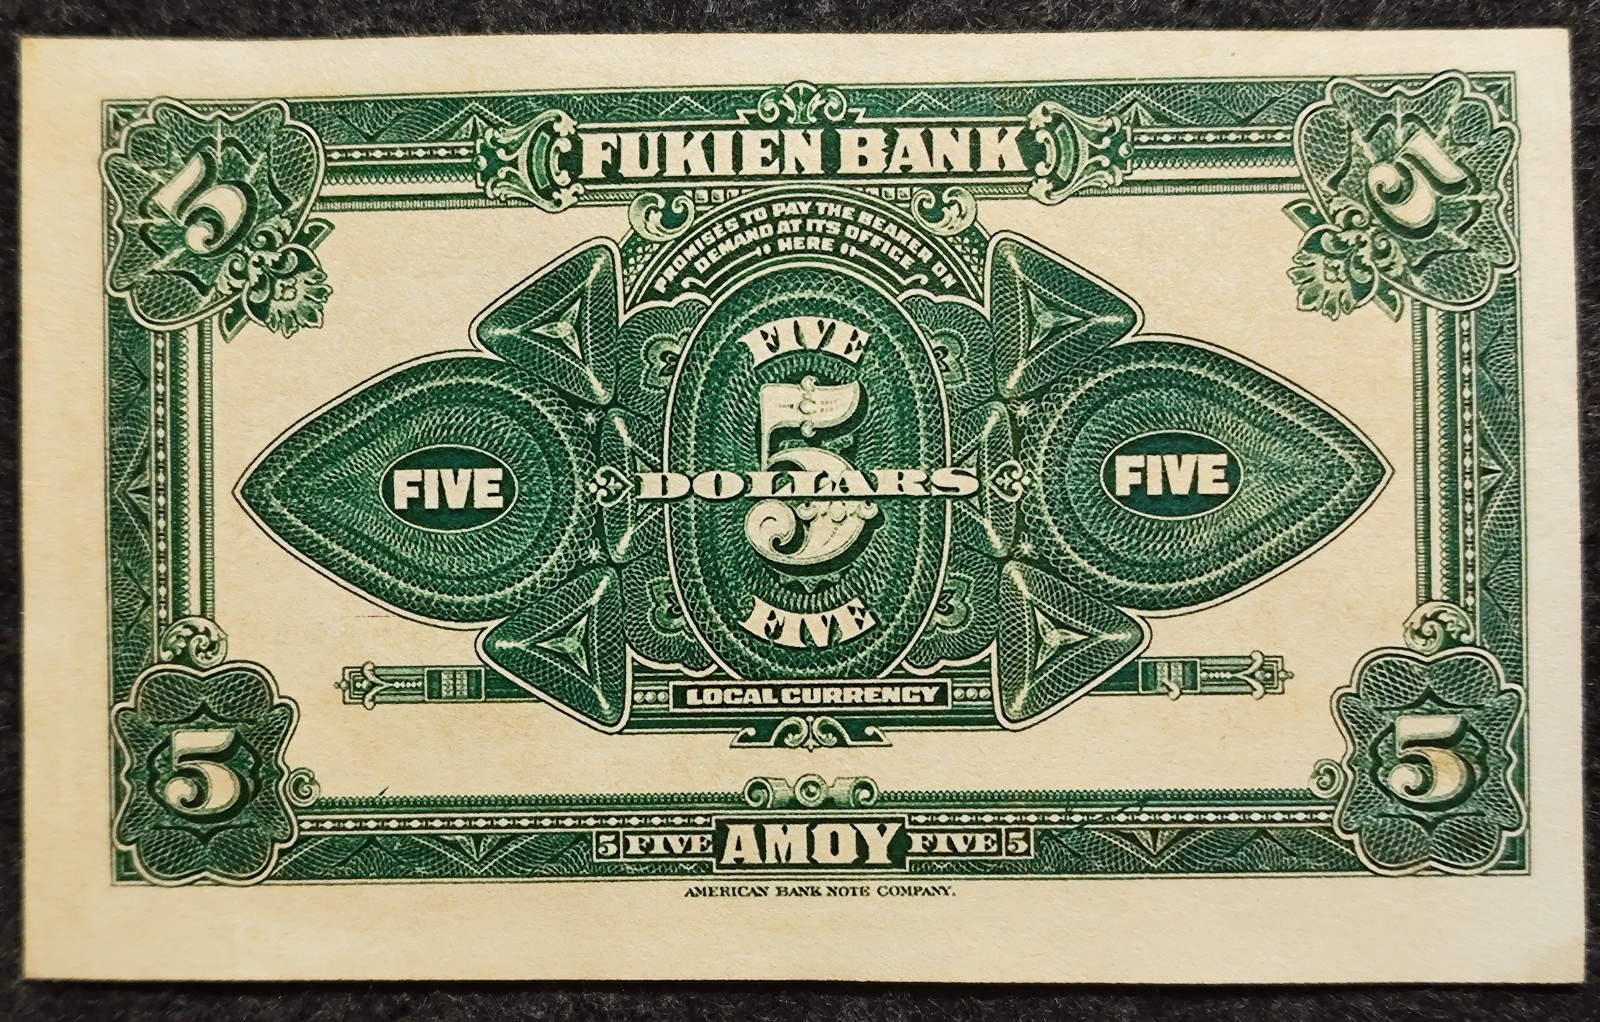 5
FUKIEN BANK
5
PROMISES TO PAY THE BEARER ON
DEMAND AT ITS OFFICE
HERE
FIVE
5
FIVE
DOLLARS
FIVE
FIVE
LOCAL CURRENCY
5
5
5 FIVE AMOY FIVE 5
AMERICAN BANK NOTE COMPANY.